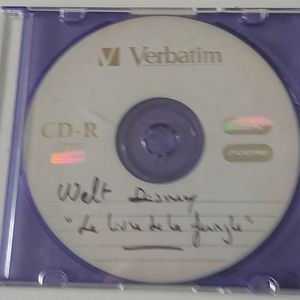 Verbatim
CD-R
Walt Disney
"Le livre de la jungle"